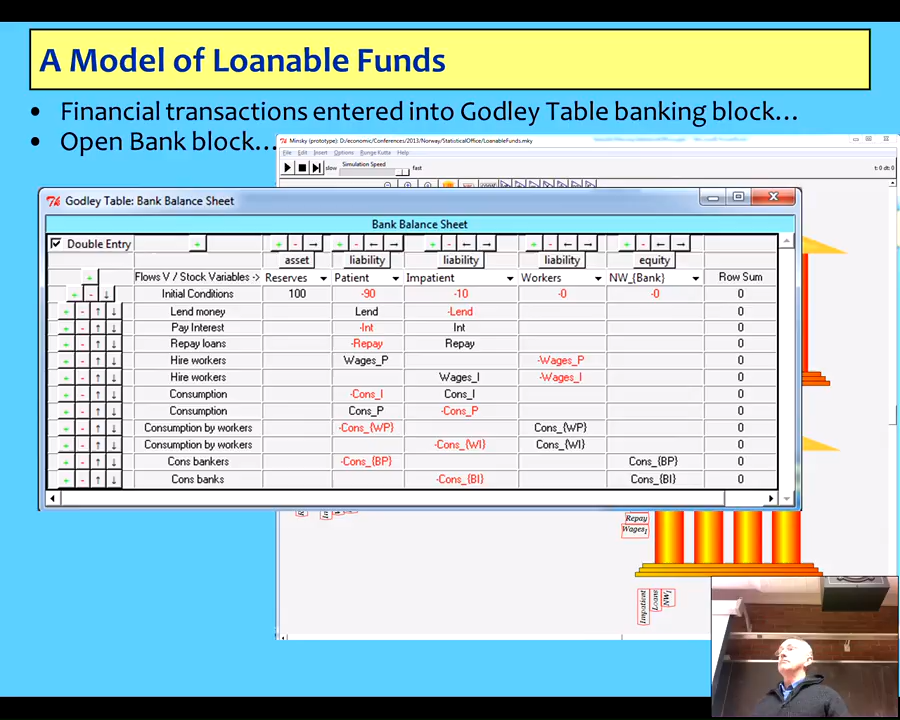 A Model of Loanable Funds
• Financial transactions entered into Godley Table banking block…
• Open Bank block…
Minsky (prototype): D:/economic/Conferences/2013/Norway/StatisticalOffice/LoanableFunds.mky
File Edit Insert Options Runge Kutta Help
Simulation Speed
slow fast t: 0 Δt: 0
Godley Table: Bank Balance Sheet
Bank Balance Sheet
Double Entry + + - → + - ← → + - ← → + - ← → + - ← →
asset liability liability liability equity
+ Flows V / Stock Variables -> Reserves Patient Impatient Workers NW_{Bank} Row Sum
+ - ↓ Initial Conditions 100 -90 -10 -0 -0 0
+ - ↑ ↓ Lend money Lend -Lend 0
+ - ↑ ↓ Pay Interest -Int Int 0
+ - ↑ ↓ Repay loans -Repay Repay 0
+ - ↑ ↓ Hire workers Wages_P -Wages_P 0
+ - ↑ ↓ Hire workers Wages_I -Wages_I 0
+ - ↑ ↓ Consumption -Cons_I Cons_I 0
+ - ↑ ↓ Consumption Cons_P -Cons_P 0
+ - ↑ ↓ Consumption by workers -Cons_{WP} Cons_{WP} 0
+ - ↑ ↓ Consumption by workers -Cons_{WI} Cons_{WI} 0
+ - ↑ ↓ Cons bankers -Cons_{BP} Cons_{BP} 0
+ - ↑ ↓ Cons banks -Cons_{BI} Cons_{BI} 0
Repay
Wages_I
Impatient
Loans
NW_I